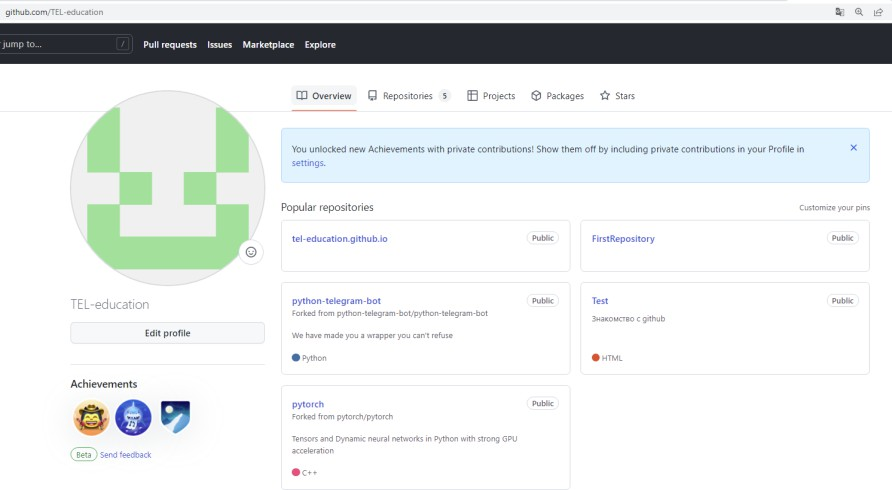 github.com/TEL-education
jump to... /
Pull requests Issues Marketplace Explore
Overview Repositories 5 Projects Packages Stars
You unlocked new Achievements with private contributions! Show them off by including private contributions in your Profile in
settings.
Popular repositories Customize your pins
tel-education.github.io Public
FirstRepository Public
python-telegram-bot Public
Forked from python-telegram-bot/python-telegram-bot
We have made you a wrapper you can't refuse
Python
Test Public
Знакомство с github
HTML
pytorch Public
Forked from pytorch/pytorch
Tensors and Dynamic neural networks in Python with strong GPU
acceleration
C++
TEL-education
Edit profile
Achievements
Beta Send feedback